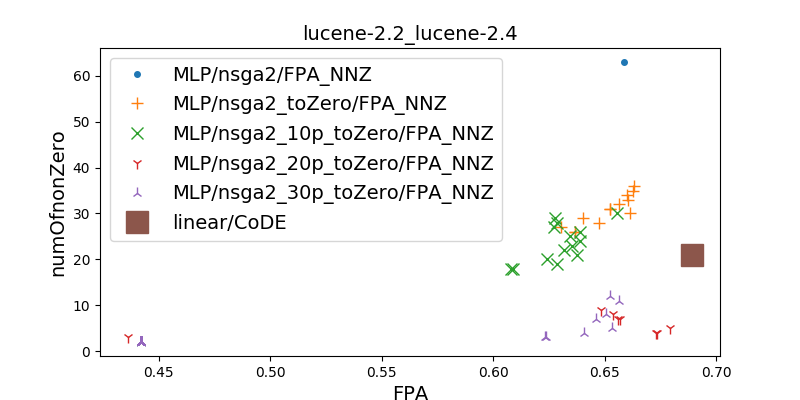 lucene-2.2_lucene-2.4
MLP/nsga2/FPA_NNZ
MLP/nsga2_toZero/FPA_NNZ
MLP/nsga2_10p_toZero/FPA_NNZ
MLP/nsga2_20p_toZero/FPA_NNZ
MLP/nsga2_30p_toZero/FPA_NNZ
linear/CoDE
numOfnonZero
60
50
40
30
20
10
0
0.45 0.50 0.55 0.60 0.65 0.70
FPA